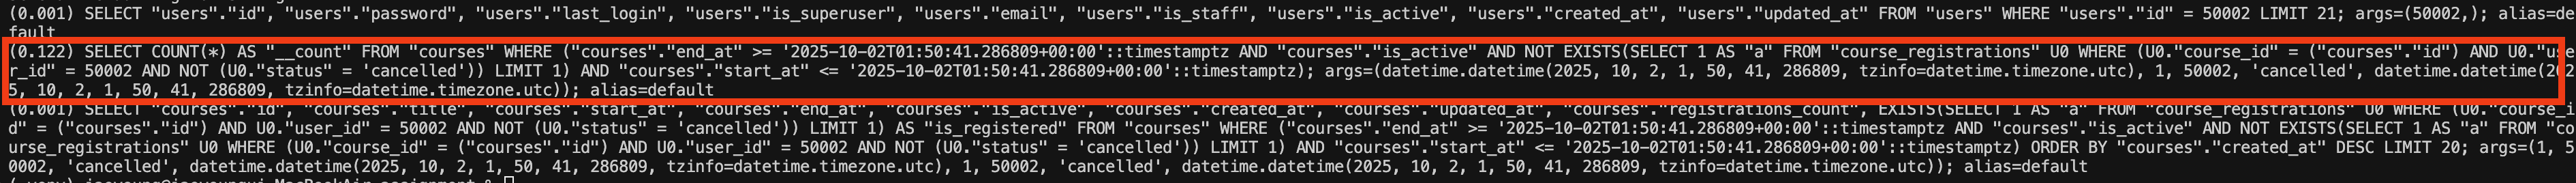 (0.001) SELECT "users"."id", "users"."password", "users"."last_login", "users"."is_superuser", "users"."email", "users"."is_staff", "users"."is_active", "users"."created_at", "users"."updated_at" FROM "users" WHERE "users"."id" = 50002 LIMIT 21; args=(50002,); alias=de
fault
(0.122) SELECT COUNT(*) AS "__count" FROM "courses" WHERE ("courses"."end_at" >= '2025-10-02T01:50:41.286809+00:00'::timestamptz AND "courses"."is_active" AND NOT EXISTS(SELECT 1 AS "a" FROM "course_registrations" U0 WHERE (U0."course_id" = ("courses"."id") AND U0."use
r_id" = 50002 AND NOT (U0."status" = 'cancelled')) LIMIT 1) AND "courses"."start_at" <= '2025-10-02T01:50:41.286809+00:00'::timestamptz); args=(datetime.datetime(2025, 10, 2, 1, 50, 41, 286809, tzinfo=datetime.timezone.utc), 1, 50002, 'cancelled', datetime.datetime(202
5, 10, 2, 1, 50, 41, 286809, tzinfo=datetime.timezone.utc)); alias=default
(0.001) SELECT "courses"."id", "courses"."title", "courses"."start_at", "courses"."end_at", "courses"."is_active", "courses"."created_at", "courses"."updated_at", "courses"."registrations_count", EXISTS(SELECT 1 AS "a" FROM "course_registrations" U0 WHERE (U0."course_i
d" = ("courses"."id") AND U0."user_id" = 50002 AND NOT (U0."status" = 'cancelled')) LIMIT 1) AS "is_registered" FROM "courses" WHERE ("courses"."end_at" >= '2025-10-02T01:50:41.286809+00:00'::timestamptz AND "courses"."is_active" AND NOT EXISTS(SELECT 1 AS "a" FROM "co
urse_registrations" U0 WHERE (U0."course_id" = ("courses"."id") AND U0."user_id" = 50002 AND NOT (U0."status" = 'cancelled')) LIMIT 1) AND "courses"."start_at" <= '2025-10-02T01:50:41.286809+00:00'::timestamptz) ORDER BY "courses"."created_at" DESC LIMIT 20; args=(1, 5
0002, 'cancelled', datetime.datetime(2025, 10, 2, 1, 50, 41, 286809, tzinfo=datetime.timezone.utc), 1, 50002, 'cancelled', datetime.datetime(2025, 10, 2, 1, 50, 41, 286809, tzinfo=datetime.timezone.utc)); alias=default